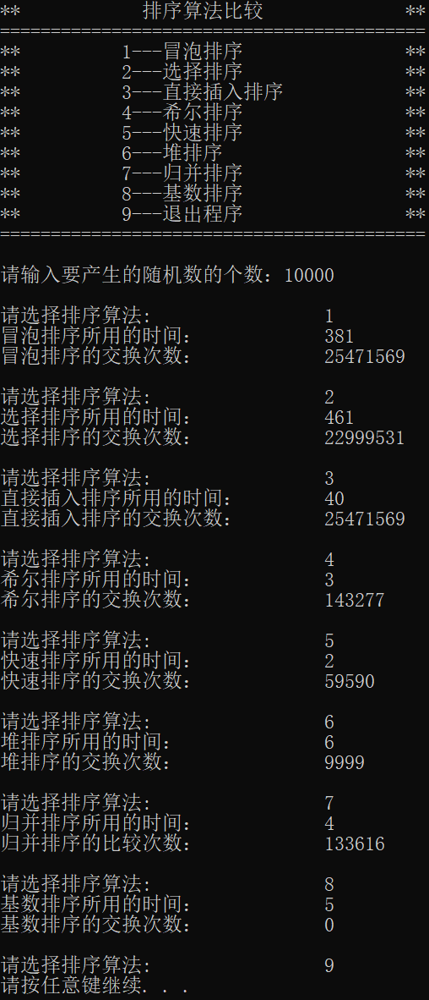 ** 排序算法比较 **
==========================================
** 1---冒泡排序 **
** 2---选择排序 **
** 3---直接插入排序 **
** 4---希尔排序 **
** 5---快速排序 **
** 6---堆排序 **
** 7---归并排序 **
** 8---基数排序 **
** 9---退出程序 **
==========================================
请输入要产生的随机数的个数：10000
请选择排序算法: 1
冒泡排序所用的时间： 381
冒泡排序的交换次数： 25471569
请选择排序算法: 2
选择排序所用的时间： 461
选择排序的交换次数： 22999531
请选择排序算法: 3
直接插入排序所用的时间： 40
直接插入排序的交换次数： 25471569
请选择排序算法: 4
希尔排序所用的时间： 3
希尔排序的交换次数： 143277
请选择排序算法: 5
快速排序所用的时间： 2
快速排序的交换次数： 59590
请选择排序算法: 6
堆排序所用的时间： 6
堆排序的交换次数： 9999
请选择排序算法: 7
归并排序所用的时间： 4
归并排序的比较次数： 133616
请选择排序算法: 8
基数排序所用的时间： 5
基数排序的交换次数： 0
请选择排序算法: 9
请按任意键继续. . .